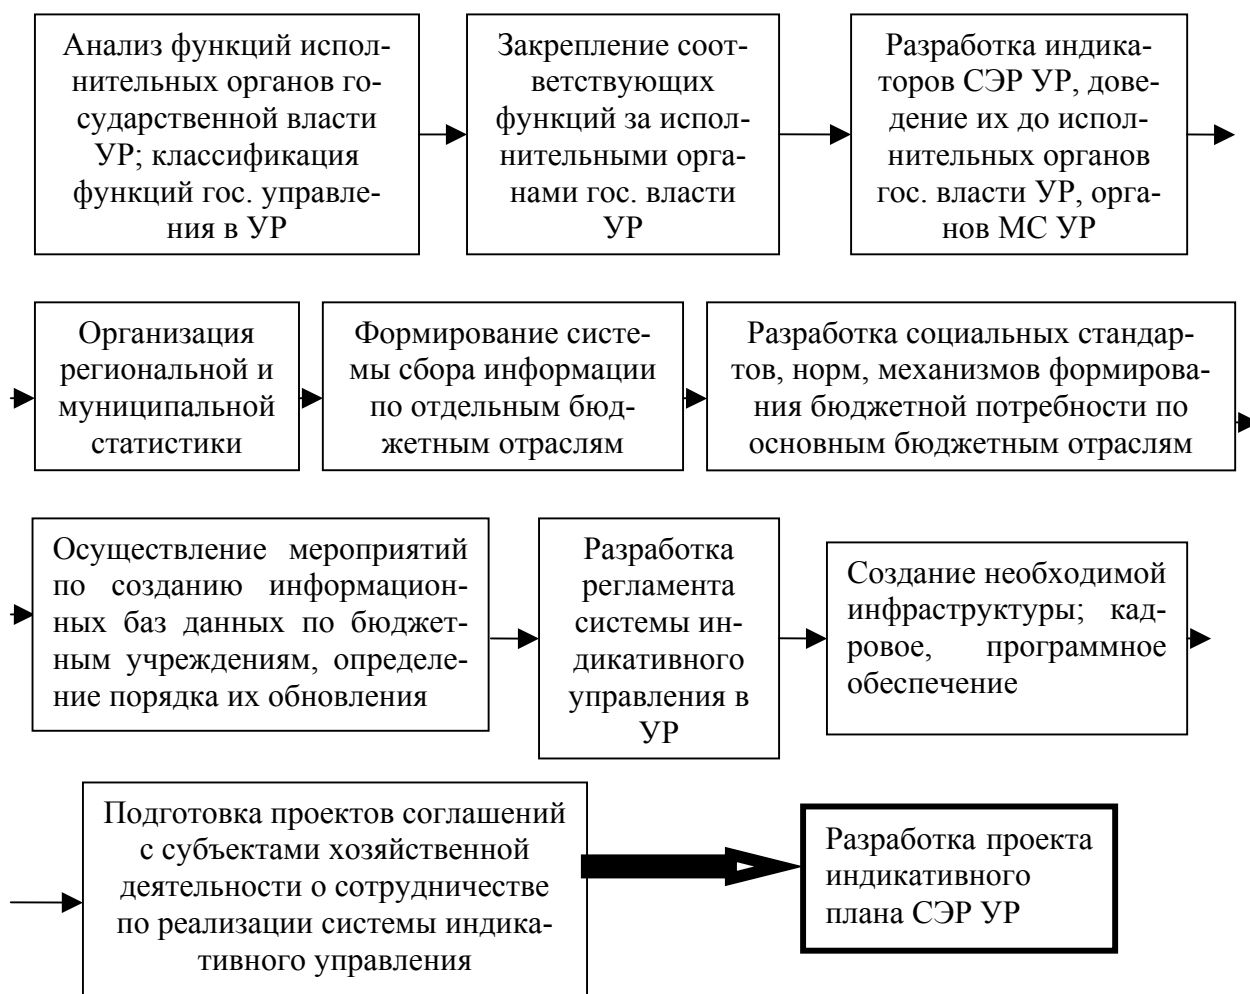 Анализ функций испол-
нительных органов го-
сударственной власти
УР; классификация
функций гос. управле-
ния в УР
Закрепление соот-
ветствующих
функций за испол-
нительными орга-
нами гос. власти
УР
Разработка индика-
торов СЭР УР, дове-
дение их до испол-
нительных органов
гос. власти УР, орга-
нов МС УР
Организация
региональной и
муниципальной
статистики
Формирование систе-
мы сбора информации
по отдельным бюд-
жетным отраслям
Разработка социальных стандар-
тов, норм, механизмов формирова-
ния бюджетной потребности по
основным бюджетным отраслям
Осуществление мероприятий
по созданию информацион-
ных баз данных по бюджет-
ным учреждениям, определе-
ние порядка их обновления
Разработка
регламента
системы ин-
дикативного
управления в
УР
Создание необходимой
инфраструктуры; кад-
ровое, программное
обеспечение
Подготовка проектов соглашений
с субъектами хозяйственной
деятельности о сотрудничестве
по реализации системы индика-
тивного управления
Разработка проекта
индикативного
плана СЭР УР